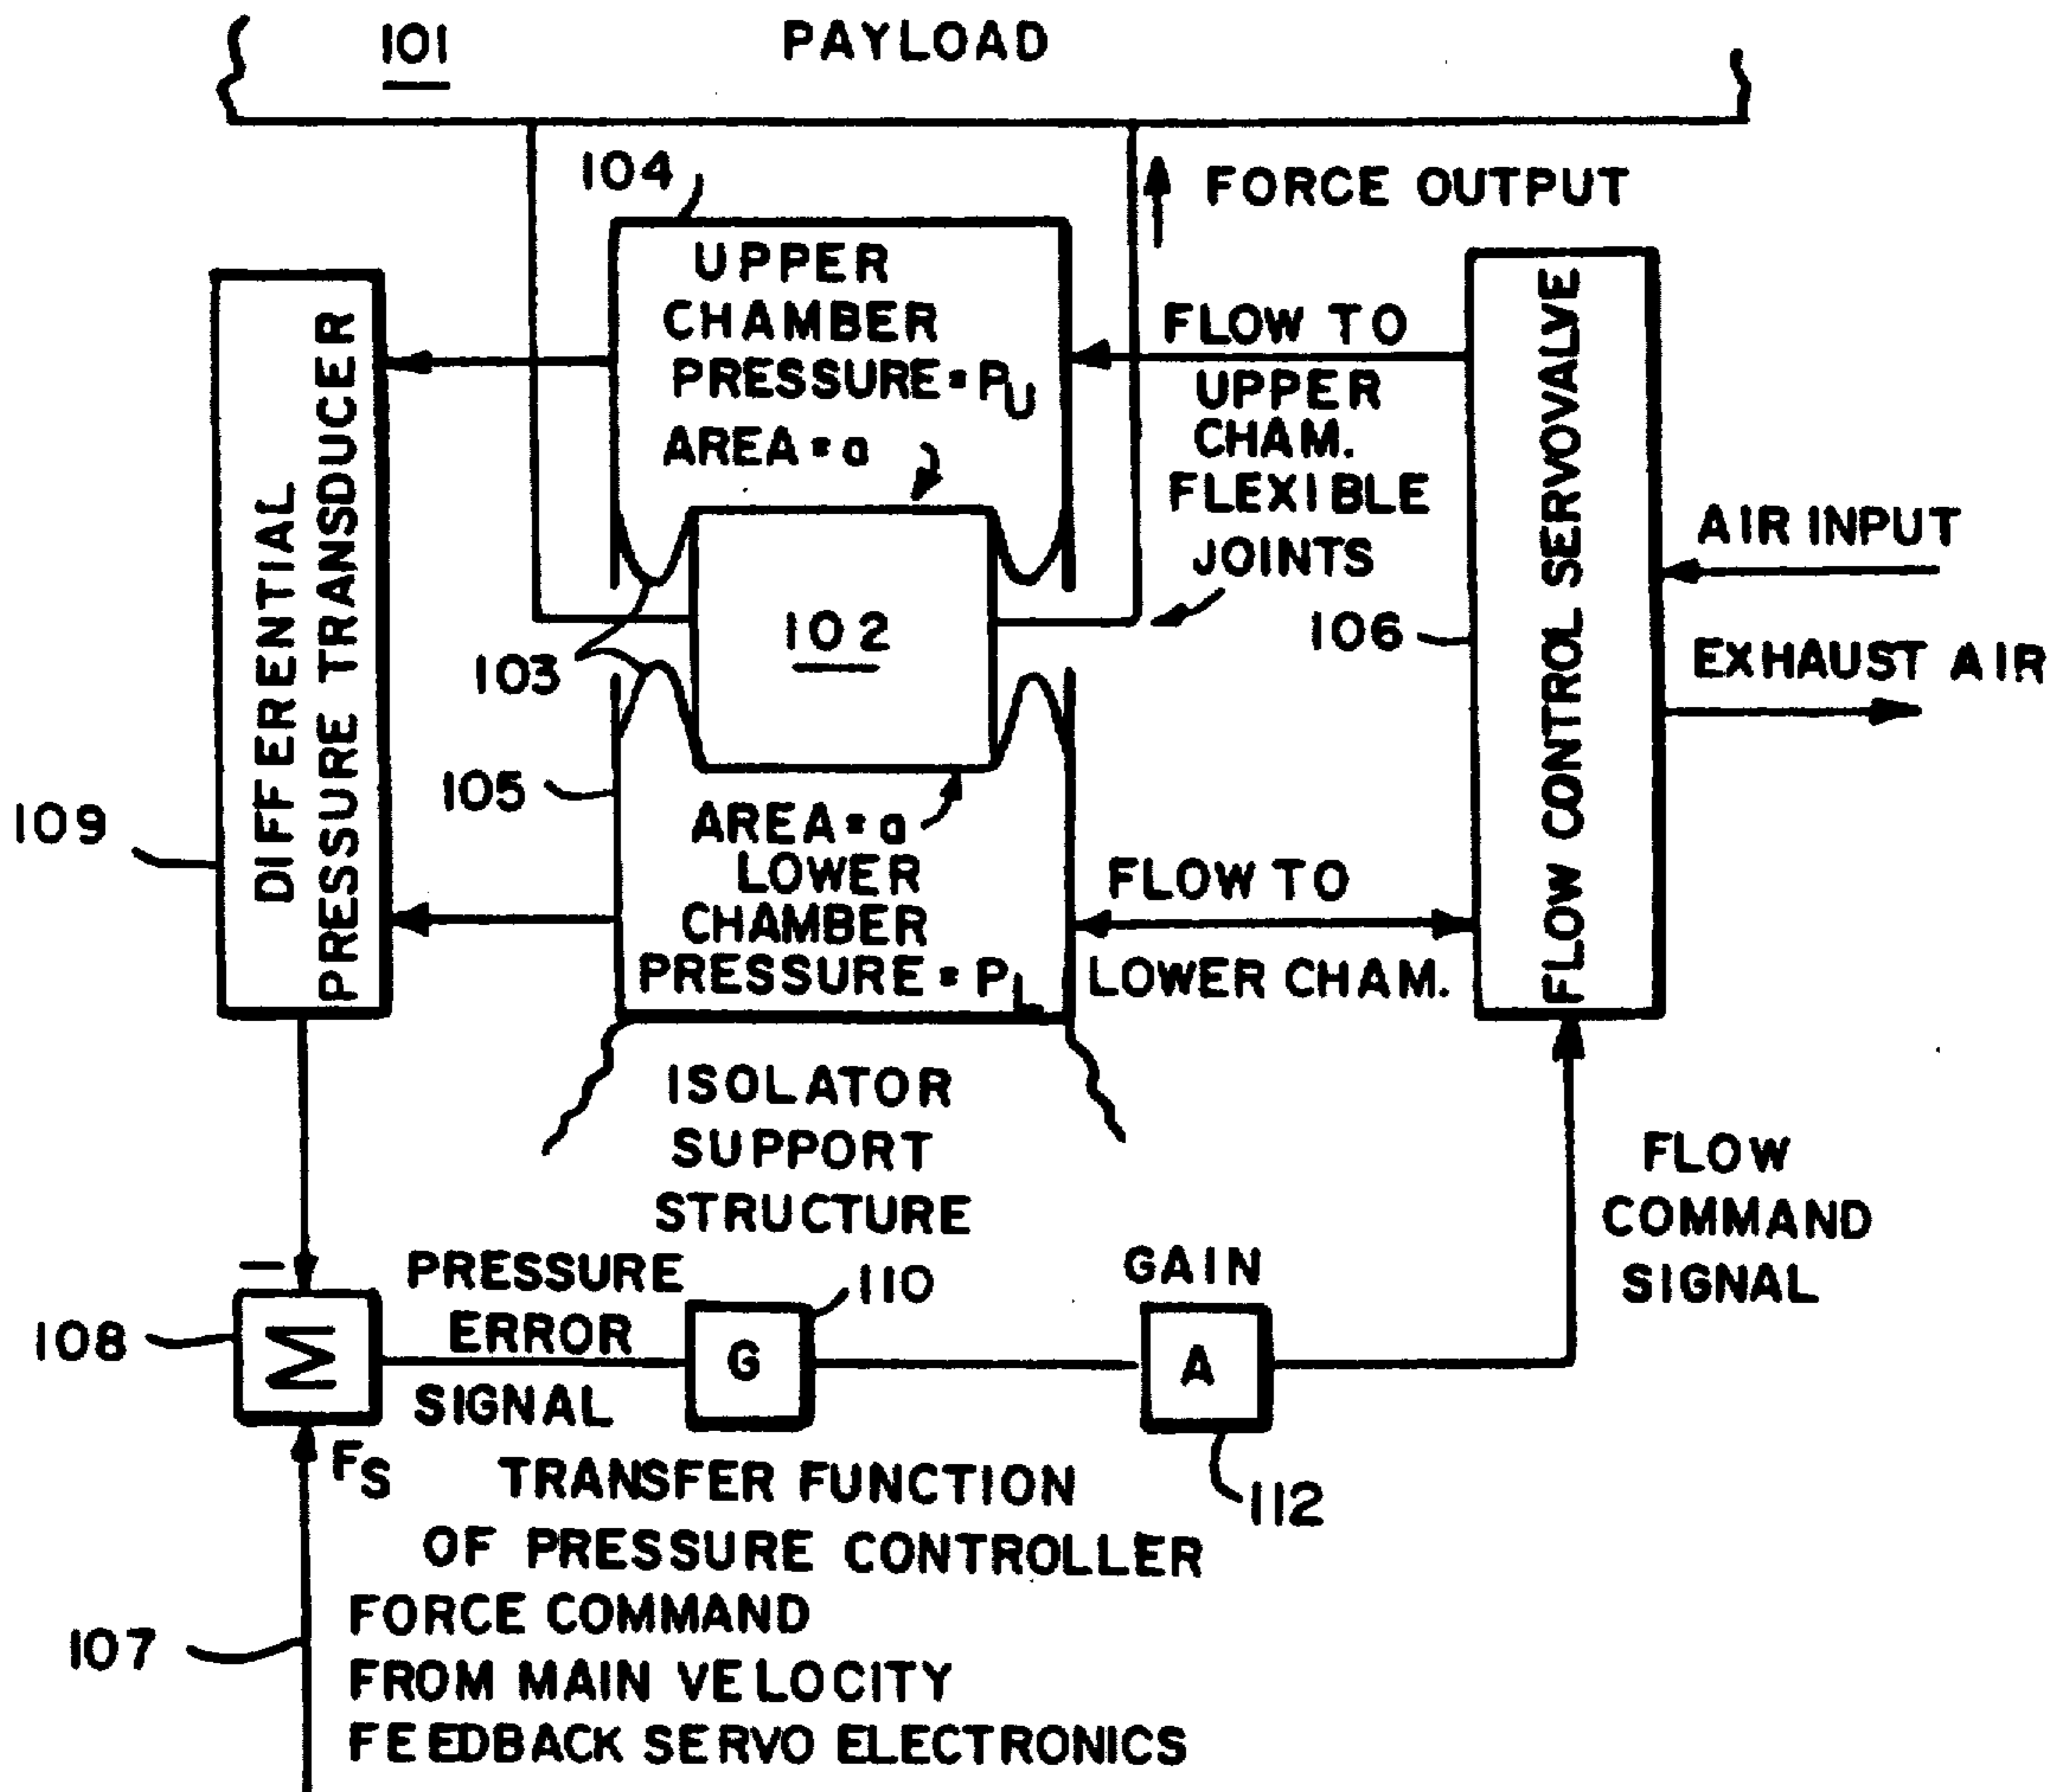 101
PAYLOAD
104
FORCE OUTPUT
UPPER
CHAMBER
PRESSURE = PU
AREA = a
FLOW TO
UPPER
CHAM.
FLEXIBLE
JOINTS
DIFFERENTIAL
PRESSURE TRANSDUCER
FLOW CONTROL SERVOVALVE
AIR INPUT
EXHAUST AIR
102
103
106
105
109
AREA = a
LOWER
CHAMBER
PRESSURE = PL
FLOW TO
LOWER CHAM.
ISOLATOR
SUPPORT
STRUCTURE
FLOW
COMMAND
SIGNAL
–
PRESSURE
ERROR
SIGNAL
110
GAIN
108
Σ
G
A
FS
112
TRANSFER FUNCTION
OF PRESSURE CONTROLLER
107
FORCE COMMAND
FROM MAIN VELOCITY
FEEDBACK SERVO ELECTRONICS